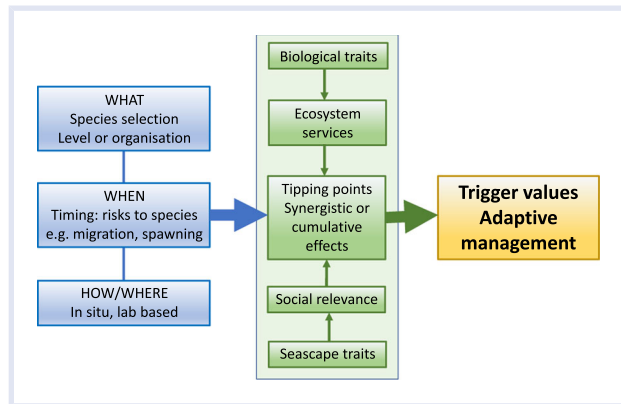 WHAT
Species selection
Level or organisation
WHEN
Timing: risks to species
e.g. migration, spawning
HOW/WHERE
In situ, lab based
Biological traits
Ecosystem
services
Tipping points
Synergistic or
cumulative
effects
Social relevance
Seascape traits
Trigger values
Adaptive
management